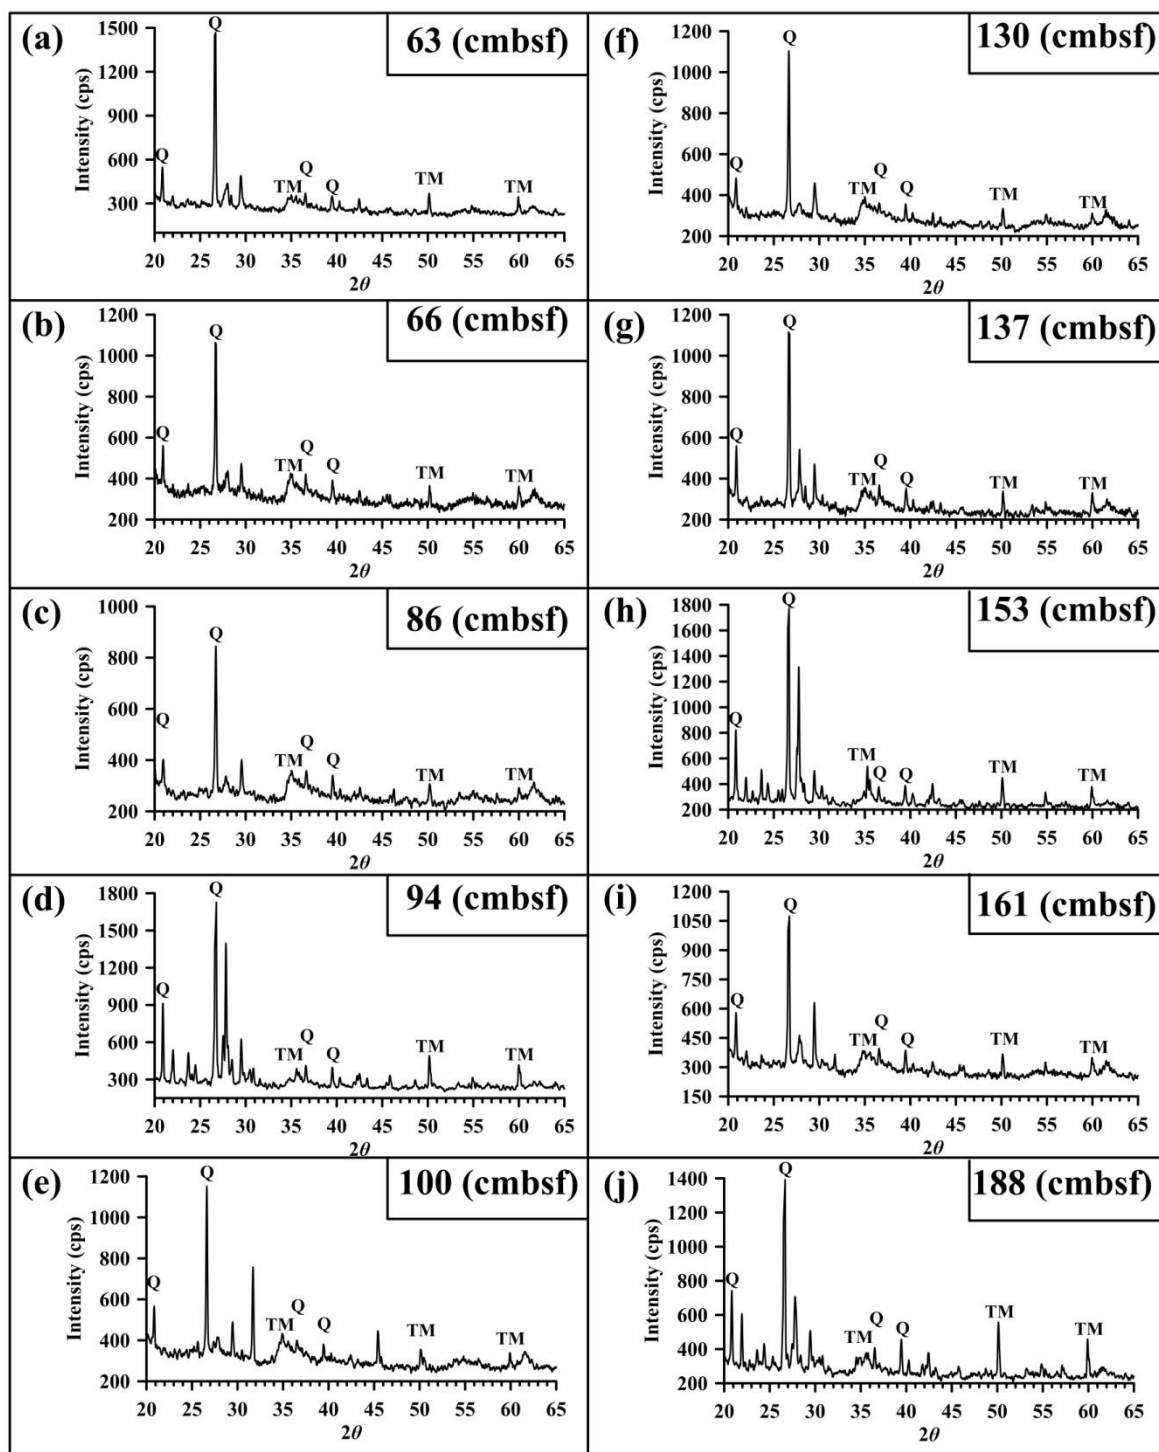 (a)
63 (cmbsf)
Intensity (cps)
1500
1200
900
600
300
Q
Q
TM
Q
Q
TM
TM
20 25 30 35 40 45 50 55 60 65
2θ
(f)
130 (cmbsf)
Intensity (cps)
1200
1000
800
600
400
200
Q
Q
TM
Q
Q
TM
TM
20 25 30 35 40 45 50 55 60 65
2θ
(b)
66 (cmbsf)
Intensity (cps)
1200
1000
800
600
400
200
Q
Q
TM
Q
Q
TM
TM
20 25 30 35 40 45 50 55 60 65
2θ
(g)
137 (cmbsf)
Intensity (cps)
1200
1000
800
600
400
200
Q
Q
TM
Q
Q
TM
TM
20 25 30 35 40 45 50 55 60 65
2θ
(c)
86 (cmbsf)
Intensity (cps)
1000
800
600
400
200
Q
Q
TM
Q
Q
TM
TM
20 25 30 35 40 45 50 55 60 65
2θ
(h)
153 (cmbsf)
Intensity (cps)
1800
1600
1400
1200
1000
800
600
400
200
Q
Q
TM
Q
Q
TM
TM
20 25 30 35 40 45 50 55 60 65
2θ
(d)
94 (cmbsf)
Intensity (cps)
1800
1500
1200
900
600
300
Q
Q
TM
Q
Q
TM
TM
20 25 30 35 40 45 50 55 60 65
2θ
(i)
161 (cmbsf)
Intensity (cps)
1200
1050
900
750
600
450
300
150
Q
Q
TM
Q
Q
TM
TM
20 25 30 35 40 45 50 55 60 65
2θ
(e)
100 (cmbsf)
Intensity (cps)
1200
1000
800
600
400
200
Q
Q
TM
Q
Q
TM
TM
20 25 30 35 40 45 50 55 60 65
2θ
(j)
188 (cmbsf)
Intensity (cps)
1400
1200
1000
800
600
400
200
Q
Q
TM
Q
Q
TM
TM
20 25 30 35 40 45 50 55 60 65
2θ